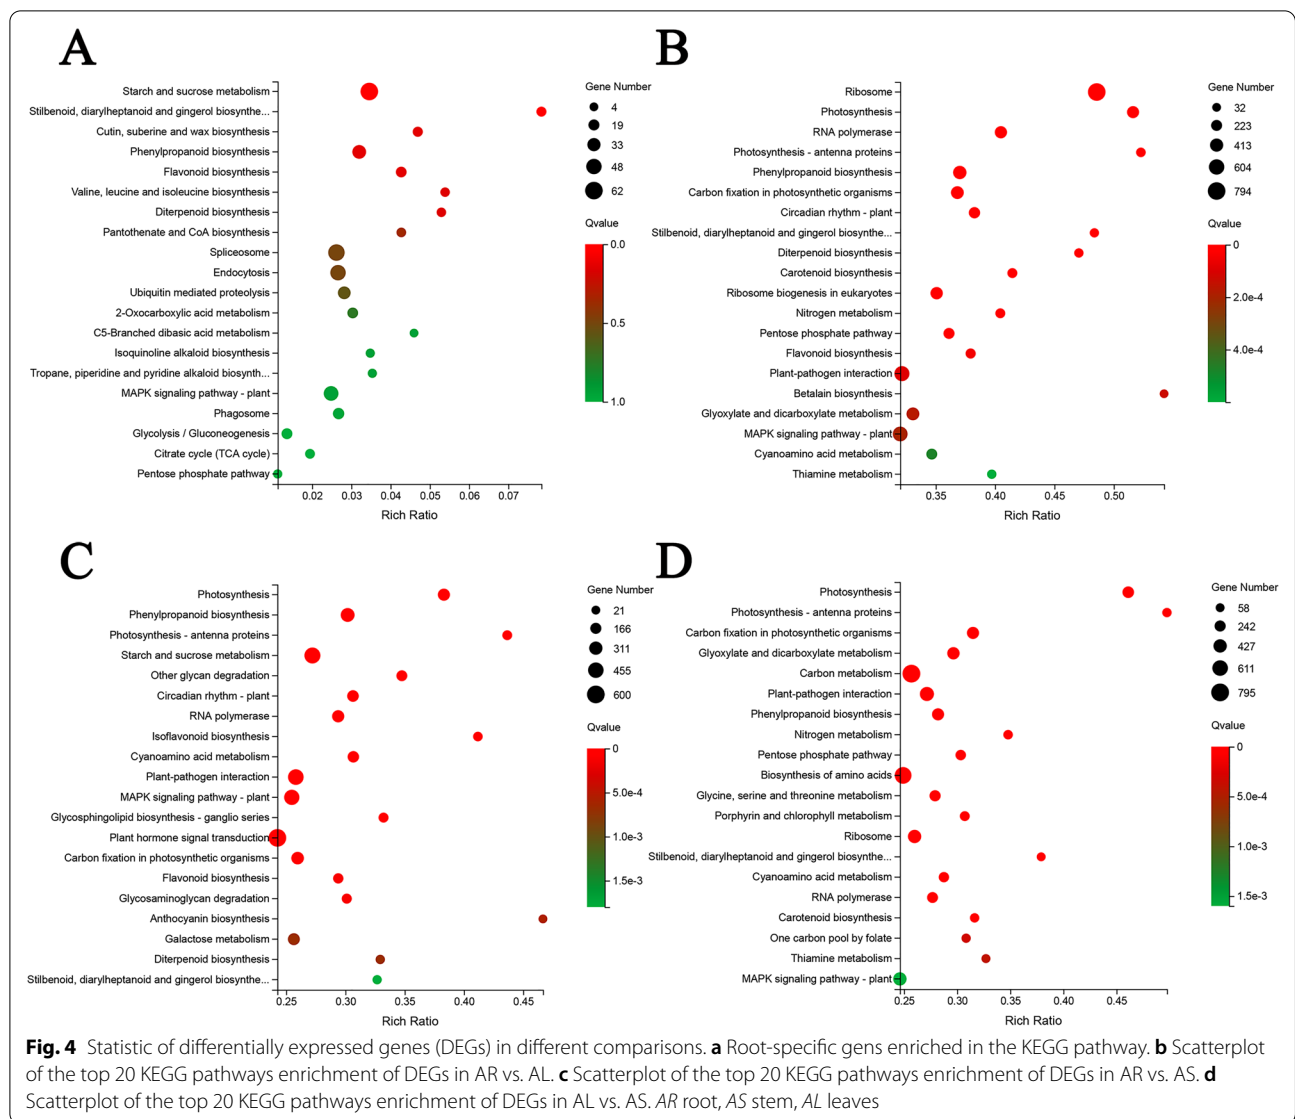 A
Starch and sucrose metabolism
Stilbenoid, diarylheptanoid and gingerol biosynthe...
Cutin, suberine and wax biosynthesis
Phenylpropanoid biosynthesis
Flavonoid biosynthesis
Valine, leucine and isoleucine biosynthesis
Diterpenoid biosynthesis
Pantothenate and CoA biosynthesis
Spliceosome
Endocytosis
Ubiquitin mediated proteolysis
2-Oxocarboxylic acid metabolism
C5-Branched dibasic acid metabolism
Isoquinoline alkaloid biosynthesis
Tropane, piperidine and pyridine alkaloid biosynth...
MAPK signaling pathway - plant
Phagosome
Glycolysis / Gluconeogenesis
Citrate cycle (TCA cycle)
Pentose phosphate pathway
0.02 0.03 0.04 0.05 0.06 0.07
Rich Ratio
Gene Number
4
19
33
48
62
Qvalue
0.0
0.5
1.0
B
Ribosome
Photosynthesis
RNA polymerase
Photosynthesis - antenna proteins
Phenylpropanoid biosynthesis
Carbon fixation in photosynthetic organisms
Circadian rhythm - plant
Stilbenoid, diarylheptanoid and gingerol biosynthe...
Diterpenoid biosynthesis
Carotenoid biosynthesis
Ribosome biogenesis in eukaryotes
Nitrogen metabolism
Pentose phosphate pathway
Flavonoid biosynthesis
Plant-pathogen interaction
Betalain biosynthesis
Glyoxylate and dicarboxylate metabolism
MAPK signaling pathway - plant
Cyanoamino acid metabolism
Thiamine metabolism
0.35 0.40 0.45 0.50
Rich Ratio
Gene Number
32
223
413
604
794
Qvalue
0
2.0e-4
4.0e-4
C
Photosynthesis
Phenylpropanoid biosynthesis
Photosynthesis - antenna proteins
Starch and sucrose metabolism
Other glycan degradation
Circadian rhythm - plant
RNA polymerase
Isoflavonoid biosynthesis
Cyanoamino acid metabolism
Plant-pathogen interaction
MAPK signaling pathway - plant
Glycosphingolipid biosynthesis - ganglio series
Plant hormone signal transduction
Carbon fixation in photosynthetic organisms
Flavonoid biosynthesis
Glycosaminoglycan degradation
Anthocyanin biosynthesis
Galactose metabolism
Diterpenoid biosynthesis
Stilbenoid, diarylheptanoid and gingerol biosynthe...
0.25 0.30 0.35 0.40 0.45
Rich Ratio
Gene Number
21
166
311
455
600
Qvalue
0
5.0e-4
1.0e-3
1.5e-3
D
Photosynthesis
Photosynthesis - antenna proteins
Carbon fixation in photosynthetic organisms
Glyoxylate and dicarboxylate metabolism
Carbon metabolism
Plant-pathogen interaction
Phenylpropanoid biosynthesis
Nitrogen metabolism
Pentose phosphate pathway
Biosynthesis of amino acids
Glycine, serine and threonine metabolism
Porphyrin and chlorophyll metabolism
Ribosome
Stilbenoid, diarylheptanoid and gingerol biosynthe...
Cyanoamino acid metabolism
RNA polymerase
Carotenoid biosynthesis
One carbon pool by folate
Thiamine metabolism
MAPK signaling pathway - plant
0.25 0.30 0.35 0.40 0.45
Rich Ratio
Gene Number
58
242
427
611
795
Qvalue
0
5.0e-4
1.0e-3
1.5e-3
Fig. 4 Statistic of differentially expressed genes (DEGs) in different comparisons. a Root-specific gens enriched in the KEGG pathway. b Scatterplot
of the top 20 KEGG pathways enrichment of DEGs in AR vs. AL. c Scatterplot of the top 20 KEGG pathways enrichment of DEGs in AR vs. AS. d
Scatterplot of the top 20 KEGG pathways enrichment of DEGs in AL vs. AS. AR root, AS stem, AL leaves